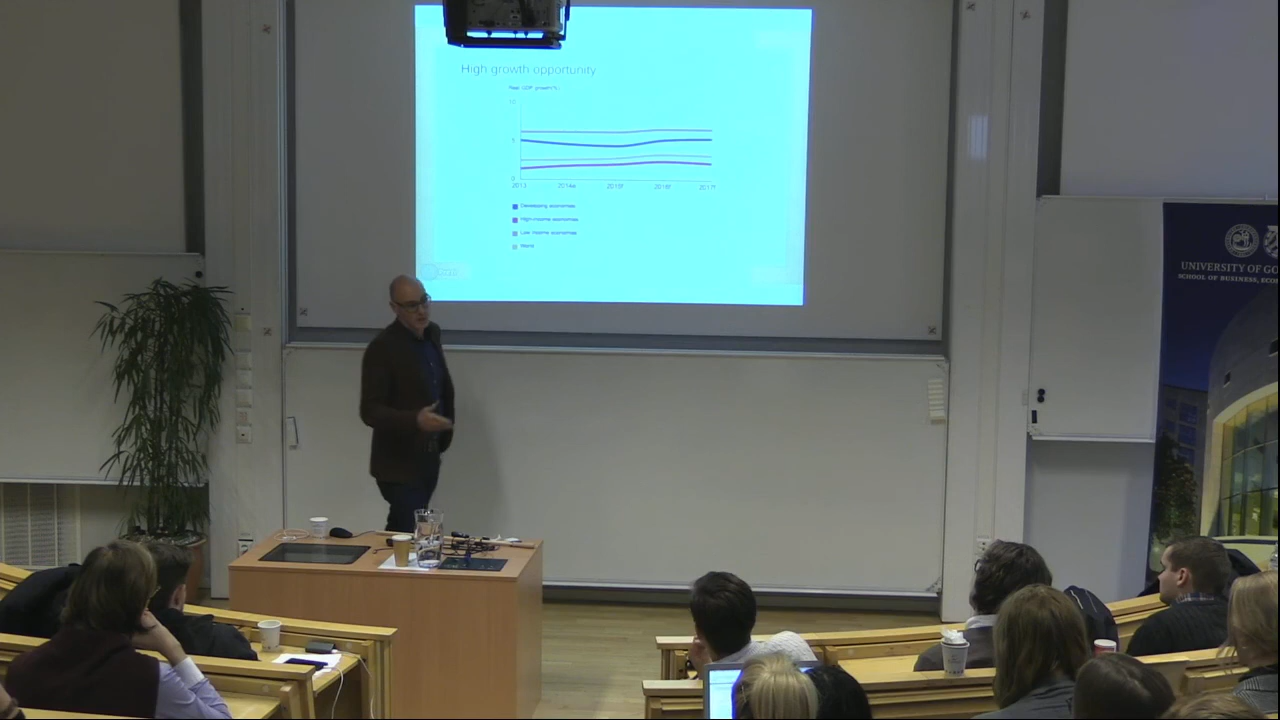 High growth opportunity
Real GDP growth(%)
10
5
0
2013 2014e 2015f 2016f 2017f
Developing economies
High-income economies
Low income economies
World
UNIVERSITY OF GO
SCHOOL OF BUSINESS, ECO